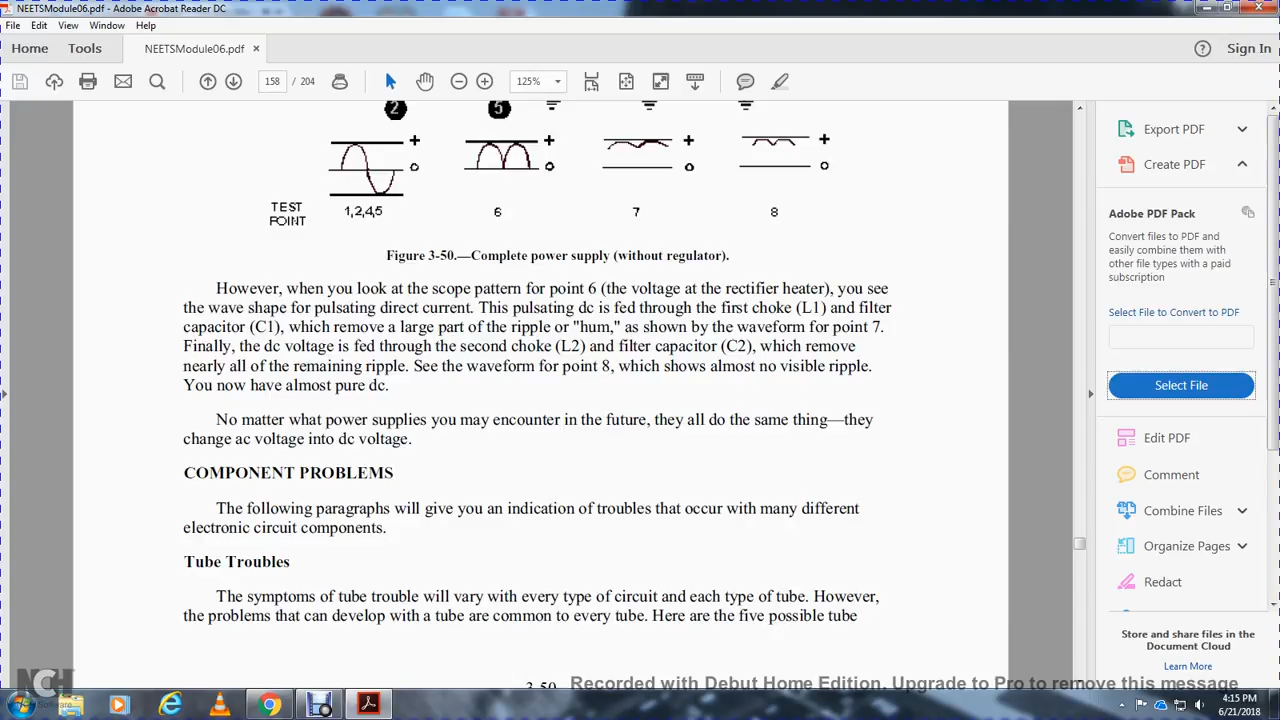 NEETSModule06.pdf - Adobe Acrobat Reader DC
File Edit View Window Help
Home Tools NEETSModule06.pdf × Sign In
158 / 204 125%
2 5
+ + + +
o o o o
TEST
POINT
1,2,4,5 6 7 8
Figure 3-50.—Complete power supply (without regulator).
However, when you look at the scope pattern for point 6 (the voltage at the rectifier heater), you see
the wave shape for pulsating direct current. This pulsating dc is fed through the first choke (L1) and filter
capacitor (C1), which remove a large part of the ripple or "hum," as shown by the waveform for point 7.
Finally, the dc voltage is fed through the second choke (L2) and filter capacitor (C2), which remove
nearly all of the remaining ripple. See the waveform for point 8, which shows almost no visible ripple.
You now have almost pure dc.
No matter what power supplies you may encounter in the future, they all do the same thing—they
change ac voltage into dc voltage.
COMPONENT PROBLEMS
The following paragraphs will give you an indication of troubles that occur with many different
electronic circuit components.
Tube Troubles
The symptoms of tube trouble will vary with every type of circuit and each type of tube. However,
the problems that can develop with a tube are common to every tube. Here are the five possible tube
3-50
Export PDF
Create PDF
Adobe PDF Pack
Convert files to PDF and
easily combine them with
other file types with a paid
subscription
Select File to Convert to PDF
Select File
Edit PDF
Comment
Combine Files
Organize Pages
Redact
Store and share files in the
Document Cloud
Learn More
NCH
Software
Recorded with Debut Home Edition. Upgrade to Pro to remove this message
4:15 PM
6/21/2018